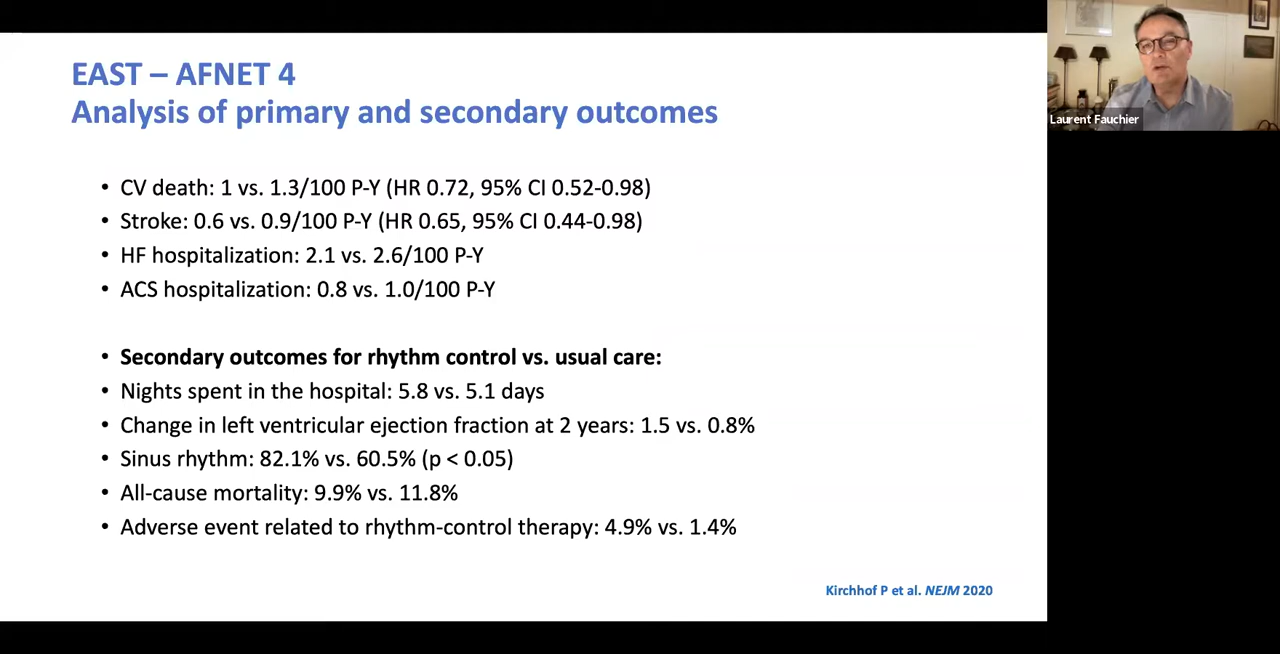 EAST – AFNET 4
Analysis of primary and secondary outcomes
• CV death: 1 vs. 1.3/100 P-Y (HR 0.72, 95% CI 0.52-0.98)
• Stroke: 0.6 vs. 0.9/100 P-Y (HR 0.65, 95% CI 0.44-0.98)
• HF hospitalization: 2.1 vs. 2.6/100 P-Y
• ACS hospitalization: 0.8 vs. 1.0/100 P-Y
• Secondary outcomes for rhythm control vs. usual care:
• Nights spent in the hospital: 5.8 vs. 5.1 days
• Change in left ventricular ejection fraction at 2 years: 1.5 vs. 0.8%
• Sinus rhythm: 82.1% vs. 60.5% (p < 0.05)
• All-cause mortality: 9.9% vs. 11.8%
• Adverse event related to rhythm-control therapy: 4.9% vs. 1.4%
Kirchhof P et al. NEJM 2020
Laurent Fauchier